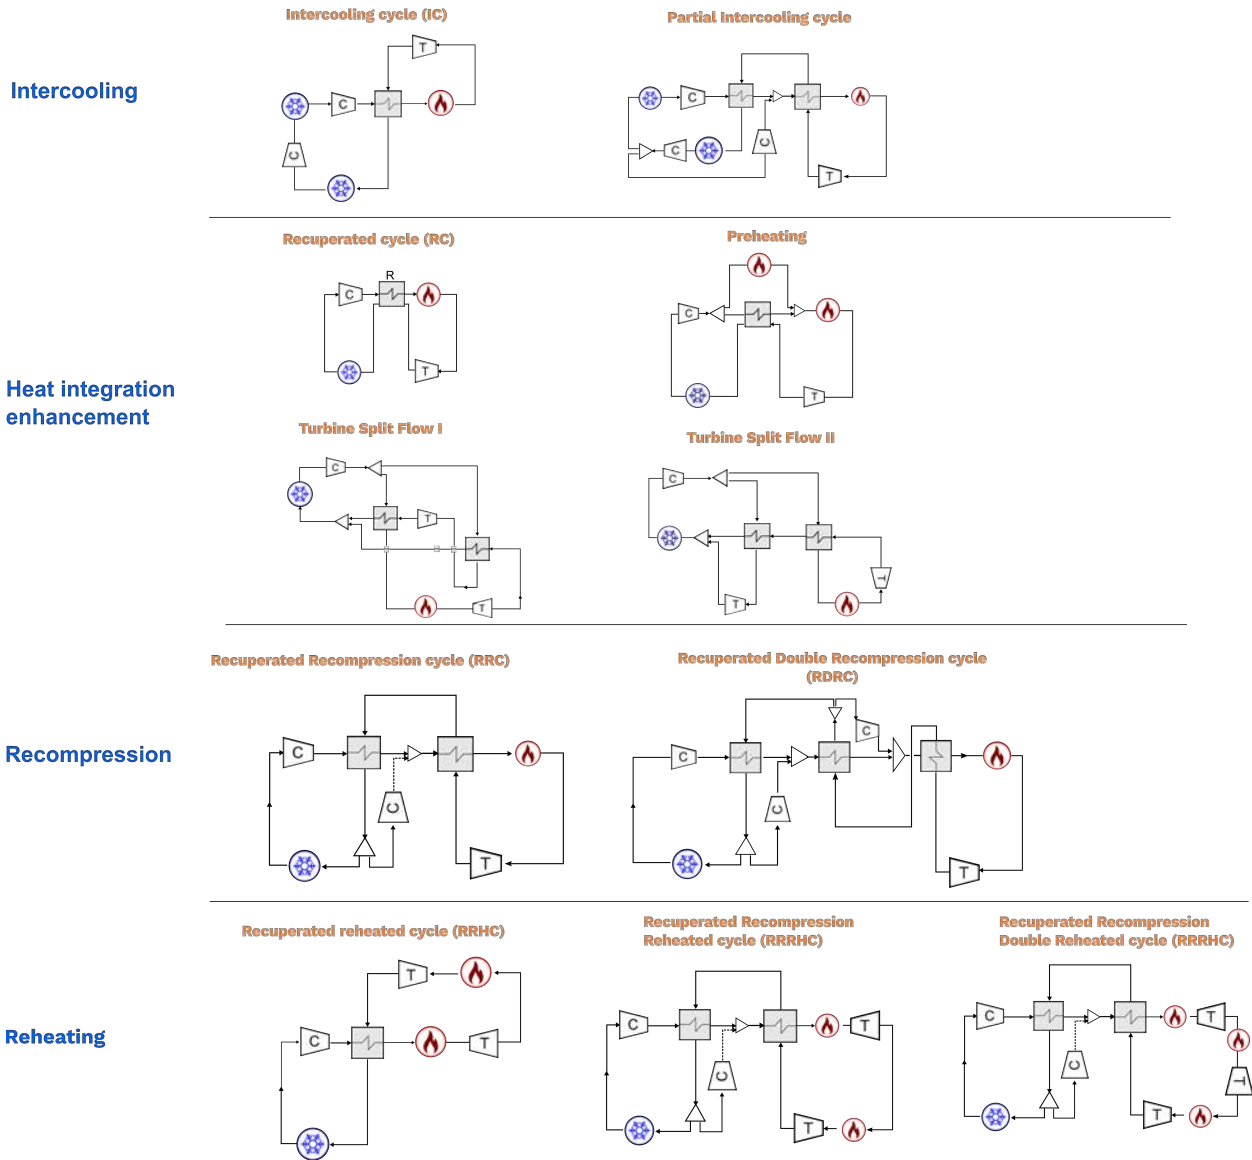 Intercooling cycle (IC)
Partial Intercooling cycle
Intercooling
T
C
C
C
C
C
T
Recuperated cycle (RC)
Preheating
R
C
T
C
T
Heat integration
enhancement
Turbine Split Flow I
Turbine Split Flow II
C
T
T
C
T
T
Recuperated Recompression cycle (RRC)
Recuperated Double Recompression cycle
(RDRC)
Recompression
C
C
T
C
C
C
T
Recuperated reheated cycle (RRHC)
Recuperated Recompression
Reheated cycle (RRRHC)
Recuperated Recompression
Double Reheated cycle (RRRHC)
Reheating
T
C
T
C
T
C
T
C
T
C
T
T